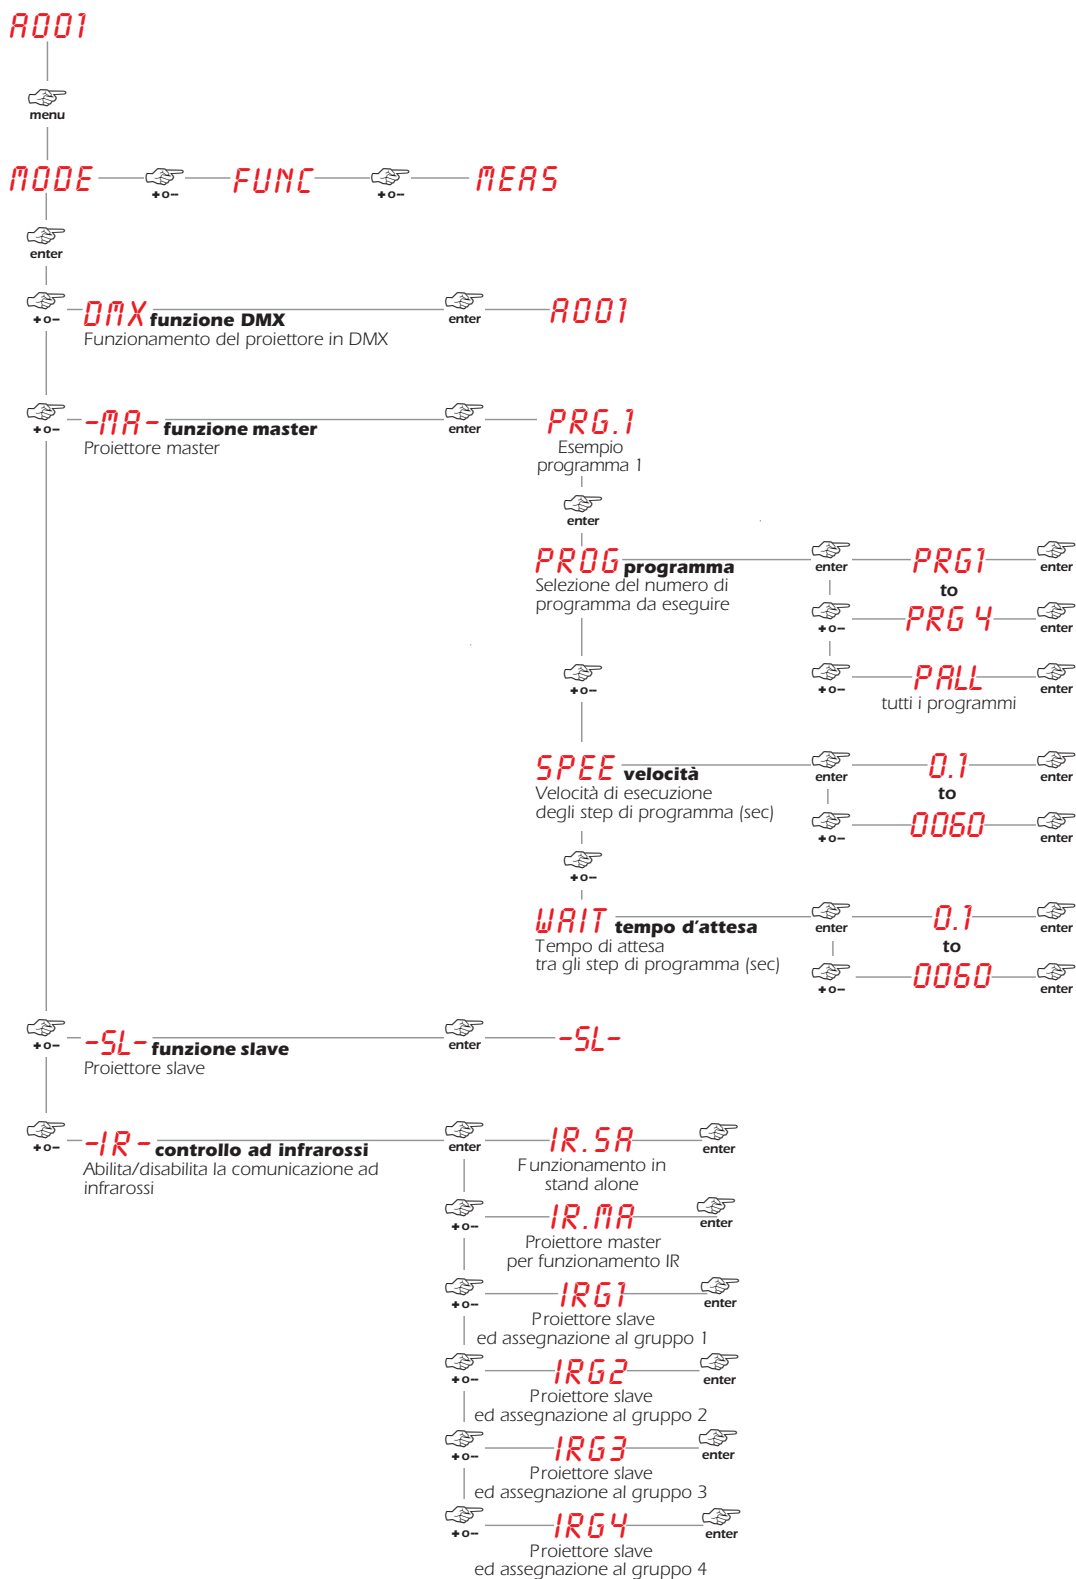 A001
menu
MODE + o – FUNC + o – MEAS
enter
+ o – DMX funzione DMX enter A001
Funzionamento del proiettore in DMX
+ o – -MA- funzione master enter PRG.1
Proiettore master
Esempio
programma 1
enter
PROG programma enter PRG1 enter
Selezione del numero di
programma da eseguire
to
+ o – PRG 4 enter
+ o – + o – PALL enter
tutti i programmi
SPEE velocità enter 0.1 enter
Velocità di esecuzione
degli step di programma (sec)
to
+ o – 0060 enter
+ o –
WAIT tempo d'attesa enter 0.1 enter
Tempo di attesa
tra gli step di programma (sec)
to
+ o – 0060 enter
+ o – -SL- funzione slave enter -SL-
Proiettore slave
+ o – -IR- controllo ad infrarossi enter IR.SA enter
Abilita/disabilita la comunicazione ad
infrarossi
Funzionamento in
stand alone
+ o – IR.MA enter
Proiettore master
per funzionamento IR
+ o – IRG1 enter
Proiettore slave
ed assegnazione al gruppo 1
+ o – IRG2 enter
Proiettore slave
ed assegnazione al gruppo 2
+ o – IRG3 enter
Proiettore slave
ed assegnazione al gruppo 3
+ o – IRG4 enter
Proiettore slave
ed assegnazione al gruppo 4